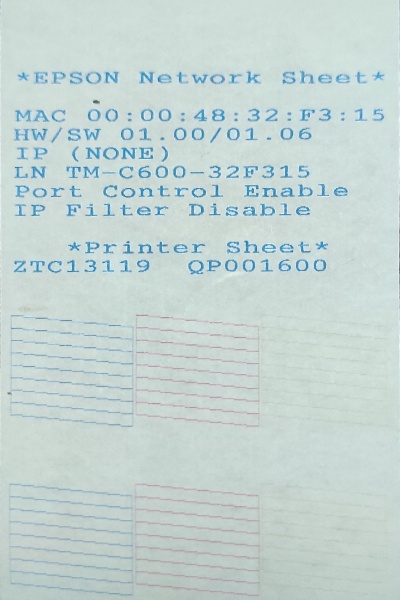 *EPSON Network Sheet*
MAC 00:00:48:32:F3:15
HW/SW 01.00/01.06
IP (NONE)
LN TM-C600-32F315
Port Control Enable
IP Filter Disable
*Printer Sheet*
ZTC13119 QP001600